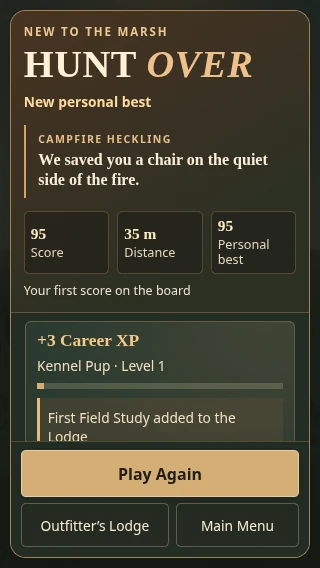 NEW TO THE MARSH
HUNT OVER
New personal best
CAMPFIRE HECKLING
We saved you a chair on the quiet
side of the fire.
95
Score
35 m
Distance
95
Personal
best
Your first score on the board
+3 Career XP
Kennel Pup · Level 1
First Field Study added to the
Lodge
Play Again
Outfitter’s Lodge
Main Menu